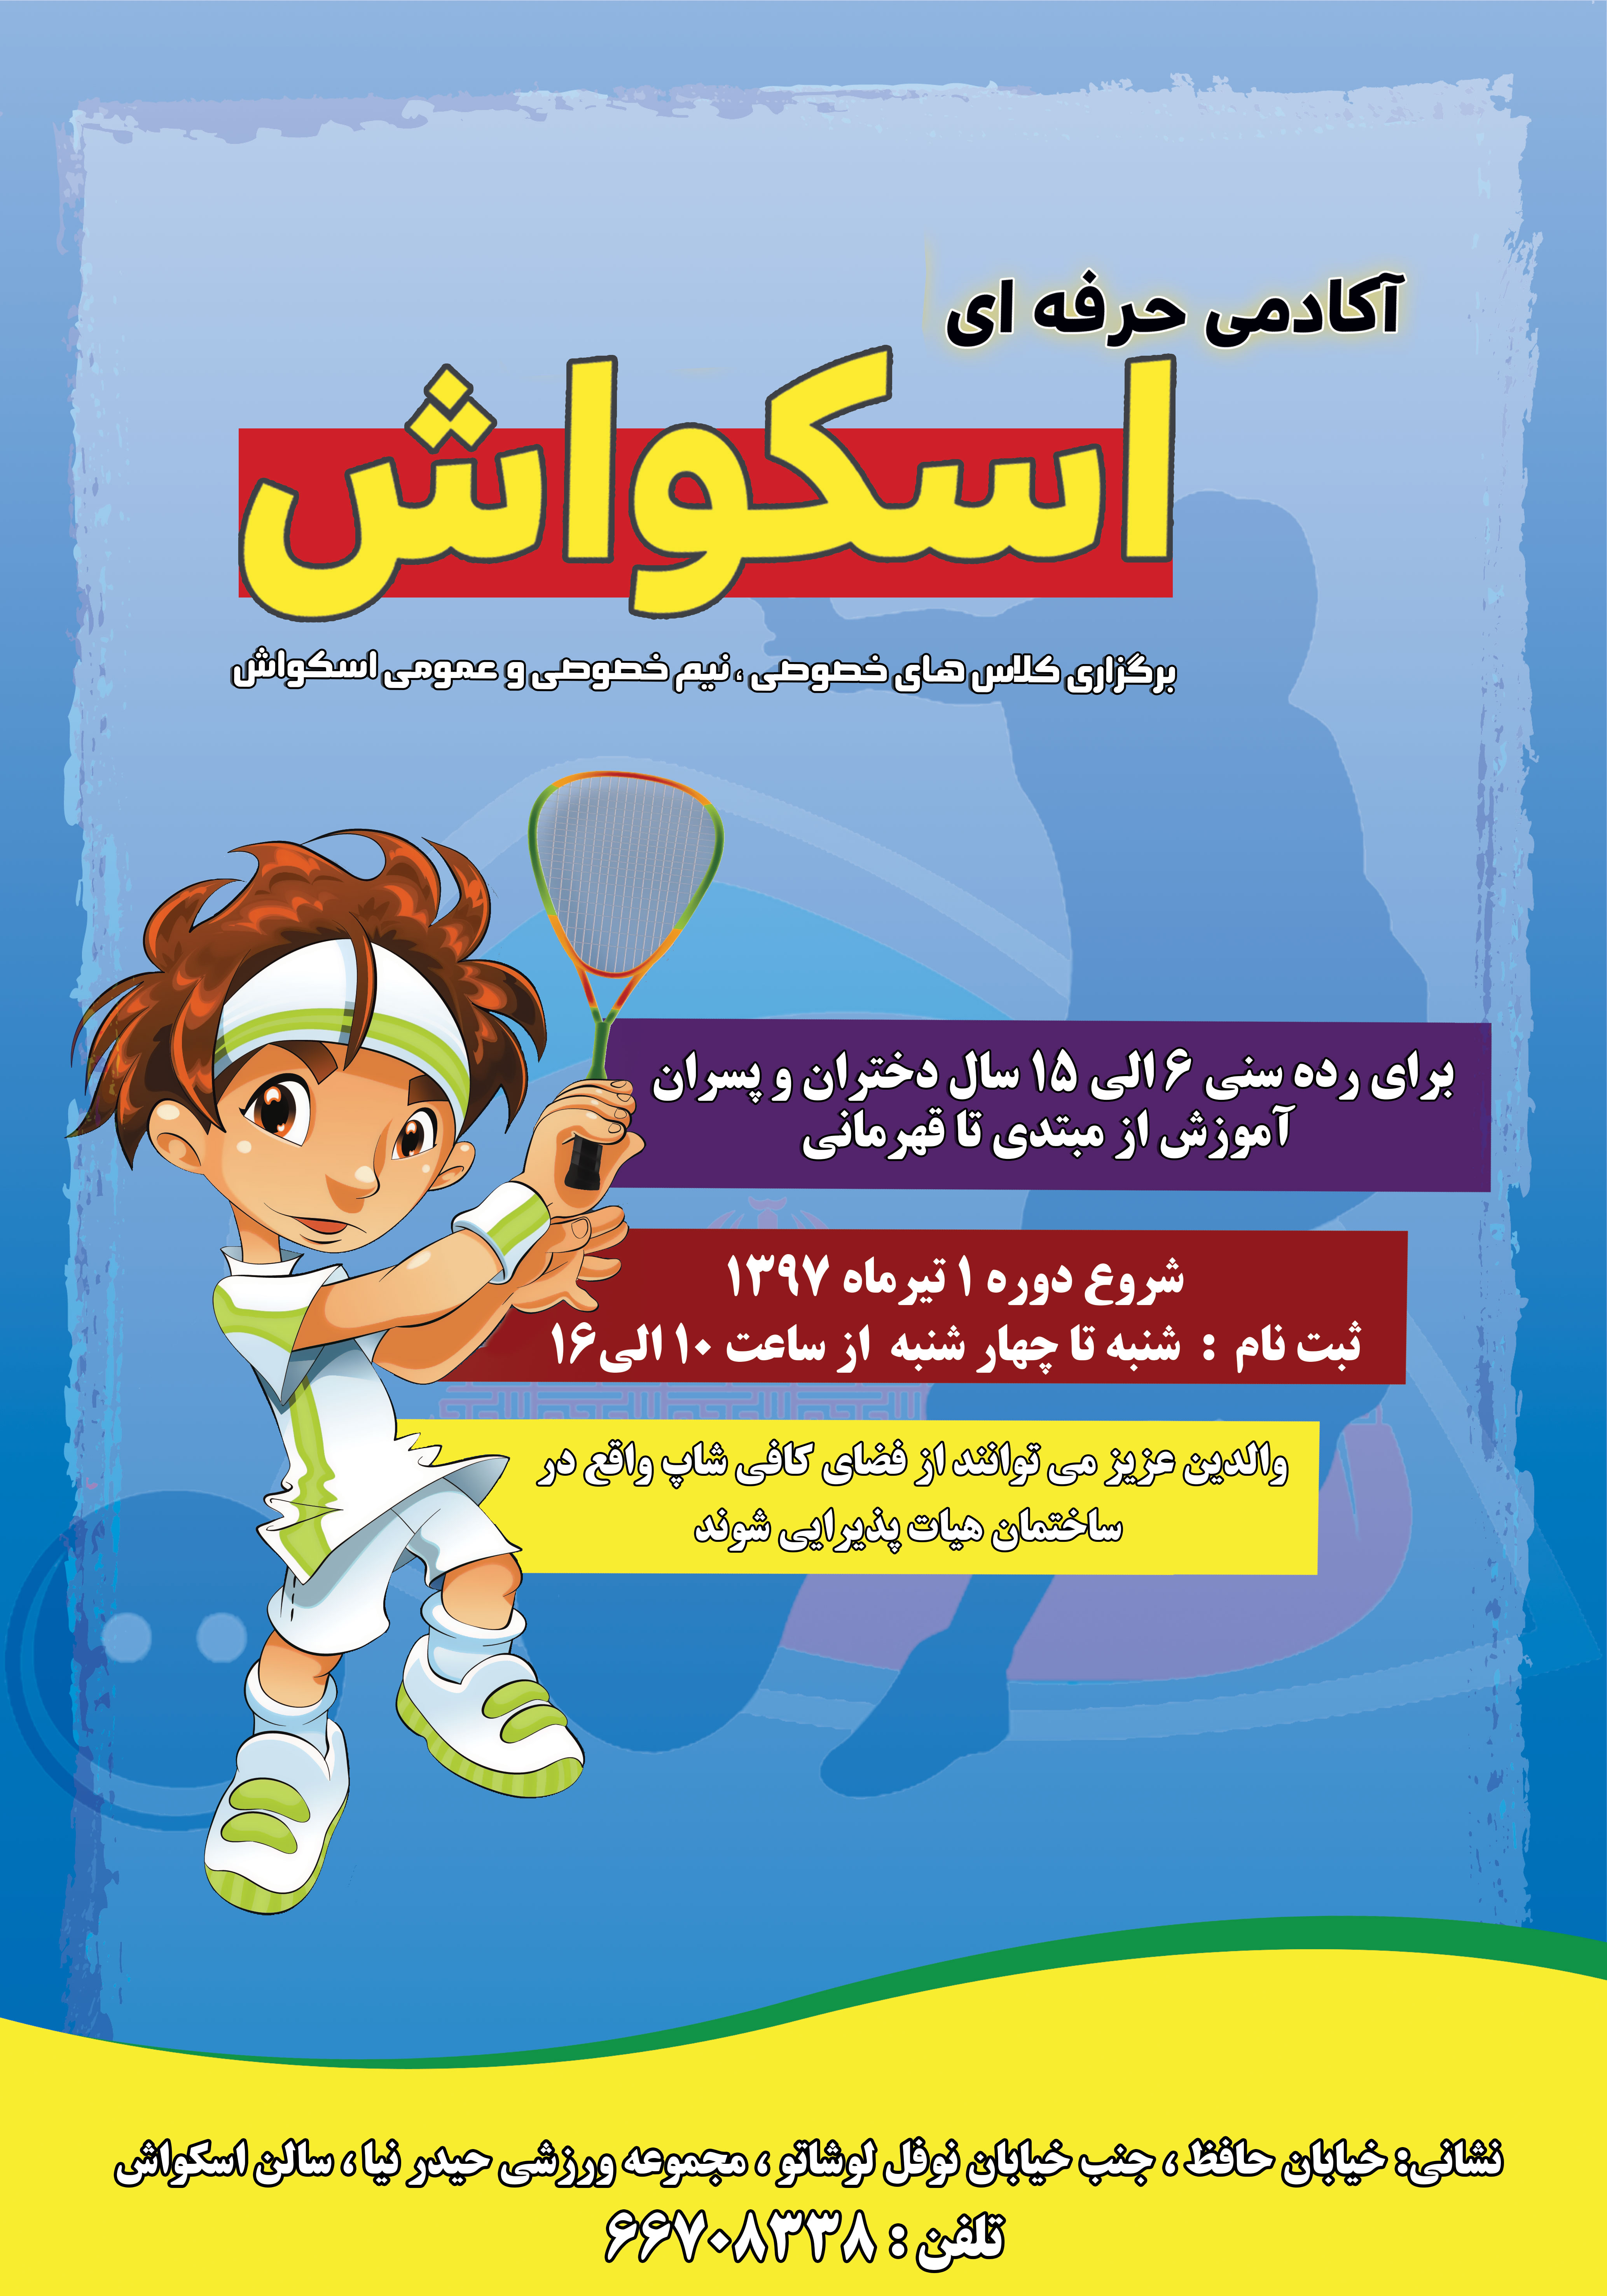 آکادمی حرفه ای
اسکواش
برگزاری کلاس های خصوصی ، نیم خصوصی و عمومی اسکواش
برای رده سنی ۶ الی ۱۵ سال دختران و پسران
آموزش از مبتدی تا قهرمانی
شروع دوره ۱ تیرماه ۱۳۹۷
ثبت نام : شنبه تا چهار شنبه از ساعت ۱۰ الی۱۶
والدین عزیز می توانند از فضای کافی شاپ واقع در
ساختمان هیات پذیرایی شوند
نشانی: خیابان حافظ ، جنب خیابان نوفل لوشاتو ، مجموعه ورزشی حیدر نیا ، سالن اسکواش
تلفن : ۶۶۷۰۸۳۳۸